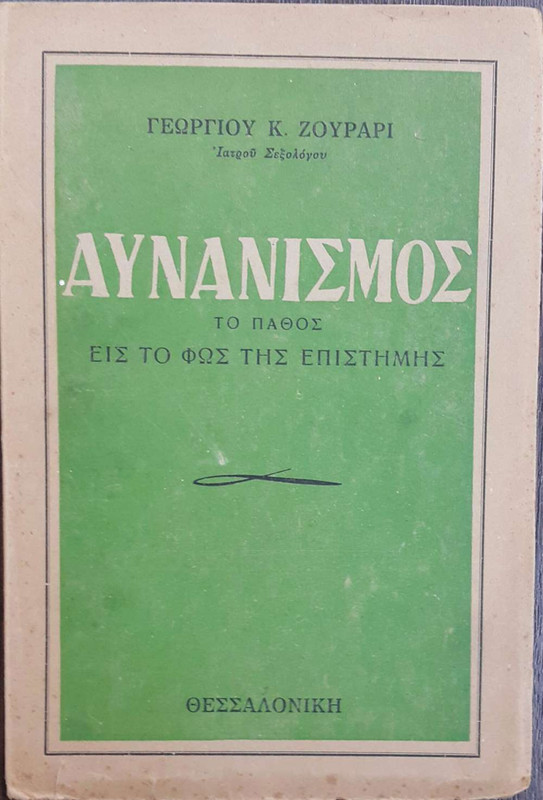 ΓΕΩΡΓΙΟΥ Κ. ΖΟΥΡΑΡΙ
Ἰατροῦ Σεξολόγου
ΑΥΝΑΝΙΣΜΟΣ
ΤΟ ΠΑΘΟΣ
ΕΙΣ ΤΟ ΦΩΣ ΤΗΣ ΕΠΙΣΤΗΜΗΣ
ΘΕΣΣΑΛΟΝΙΚΗ